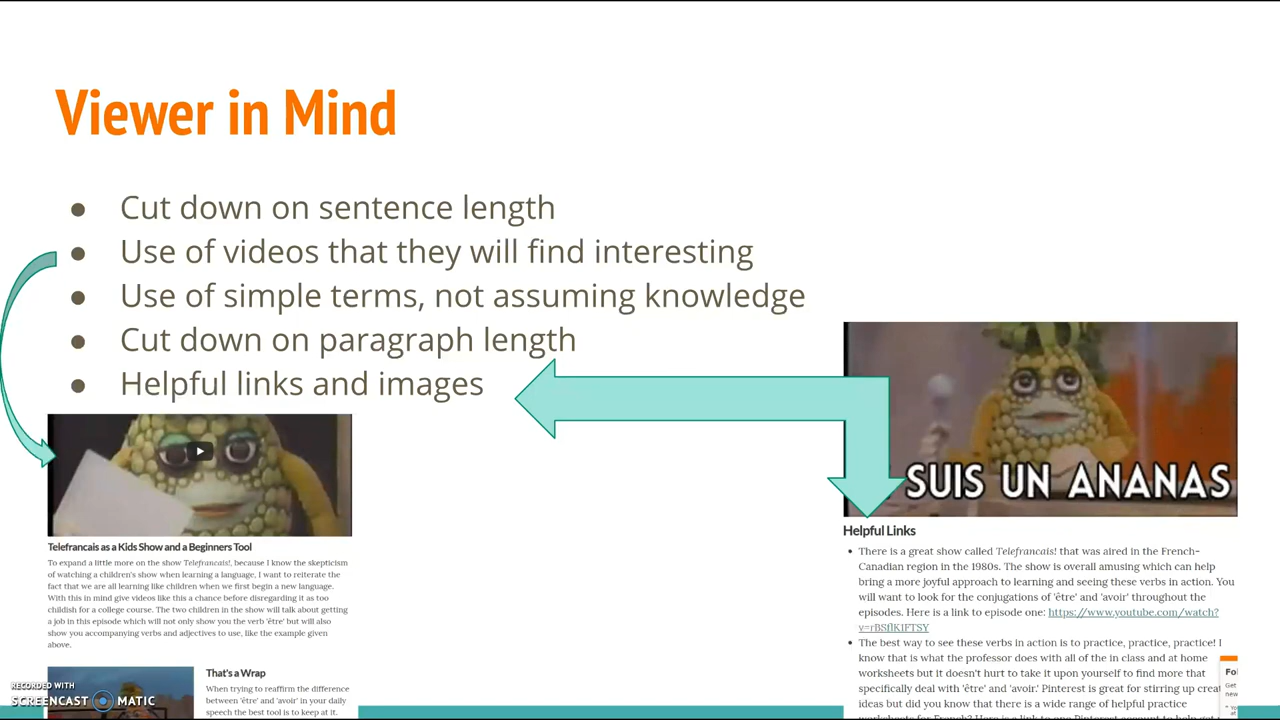 Viewer in Mind
● Cut down on sentence length
● Use of videos that they will find interesting
● Use of simple terms, not assuming knowledge
● Cut down on paragraph length
● Helpful links and images
Telefrancais as a Kids Show and a Beginners Tool
To expand a little more on the show Telefrancais!, because I know the skepticism
of watching a children's show when learning a language, I want to reiterate the
fact that we are all learning like children when we first begin a new language.
With this in mind give videos like this a chance before disregarding it as too
childish for a college course. The two children in the show will talk about getting
a job in this episode which will not only show you the verb 'être' but will also
show you accompanying verbs and adjectives to use, like the example given
above.
That's a Wrap
When trying to reaffirm the difference
between 'être' and 'avoir' in your daily
speech the best tool is to keep at it.
RECORDED WITH
SCREENCAST MATIC
SUIS UN ANANAS
Helpful Links
• There is a great show called Telefrancais! that was aired in the French-
Canadian region in the 1980s. The show is overall amusing which can help
bring a more joyful approach to learning and seeing these verbs in action. You
will want to look for the conjugations of 'être' and 'avoir' throughout the
episodes. Here is a link to episode one: https://www.youtube.com/watch?
v=rBSflKIFTSY
• The best way to see these verbs in action is to practice, practice, practice! I
know that is what the professor does with all of the in class and at home
worksheets but it doesn't hurt to take it upon yourself to find more that
specifically deal with 'être' and 'avoir.' Pinterest is great for stirring up creat
ideas but did you know that there is a wide range of helpful practice
Fol
Get
new